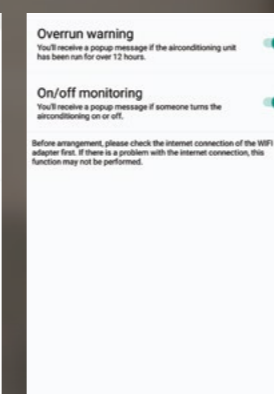 Overrun warning
You'll receive a popup message if the airconditioning unit
has been run for over 12 hours.
On/off monitoring
You'll receive a popup message if someone turns the
airconditioning on or off.
Before arrangement, please check the internet connection of the WIFI
adapter first. If there is a problem with the internet connection, this
function may not be performed.